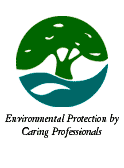 Environmental Protection by
Caring Professionals